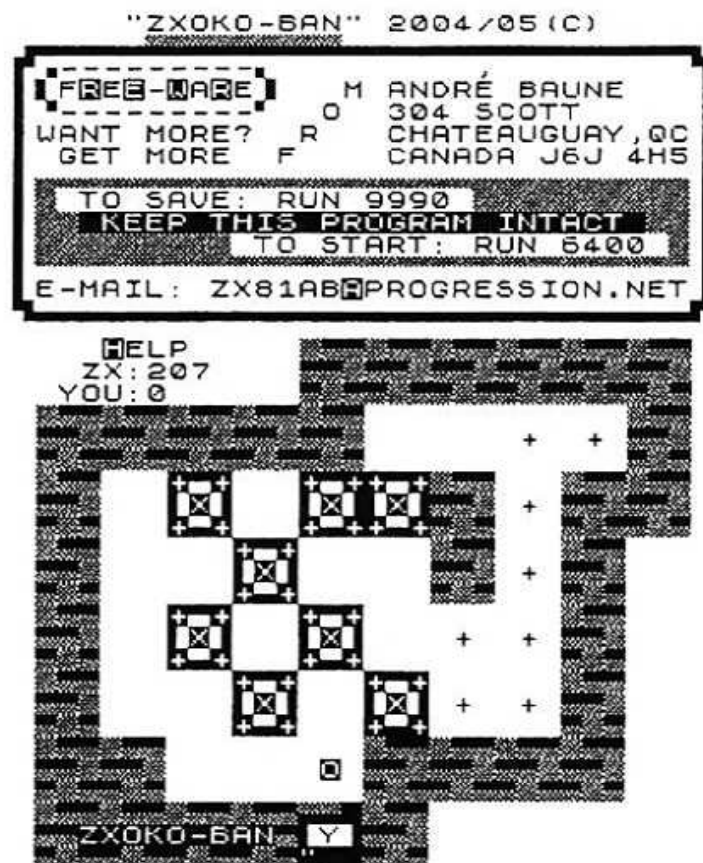 "ZXOKO-BAN" 2004/05(C)
FREE-WARE M ANDRÉ BAUNE
O 304 SCOTT
WANT MORE? R CHATEAUGUAY,QC
GET MORE F CANADA J6J 4H5
TO SAVE: RUN 9990
KEEP THIS PROGRAM INTACT
TO START: RUN 6400
E-MAIL: ZX81AB@PROGRESSION.NET
HELP
ZX:207
YOU:0
ZXOKO-BAN Y
"